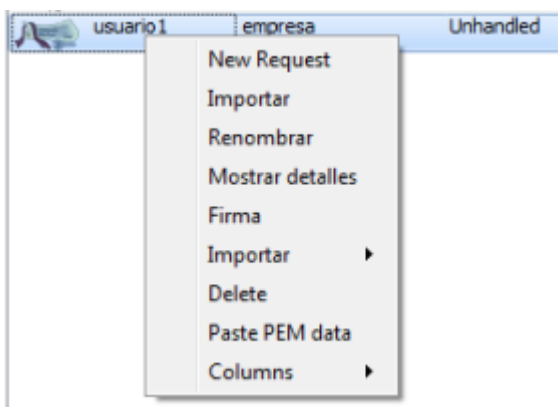 usuario1 empresa Unhandled
New Request
Importar
Renombrar
Mostrar detalles
Firma
Importar
Delete
Paste PEM data
Columns